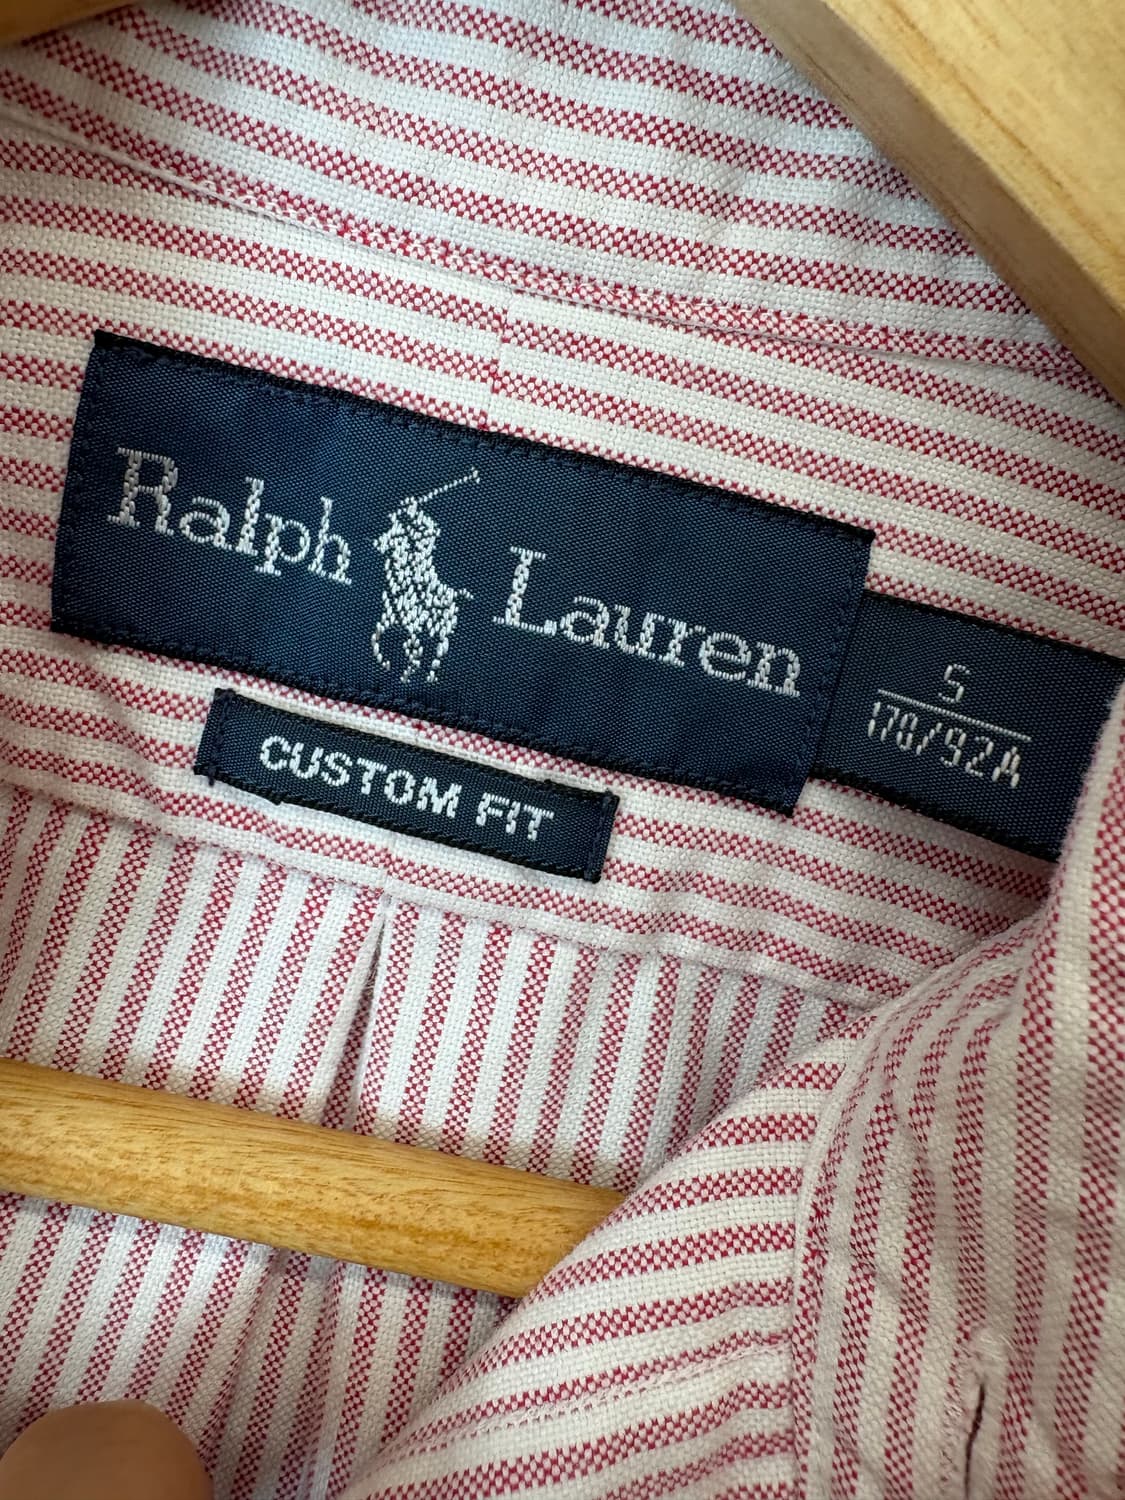 Ralph Lauren
S
170/92A
CUSTOM FIT